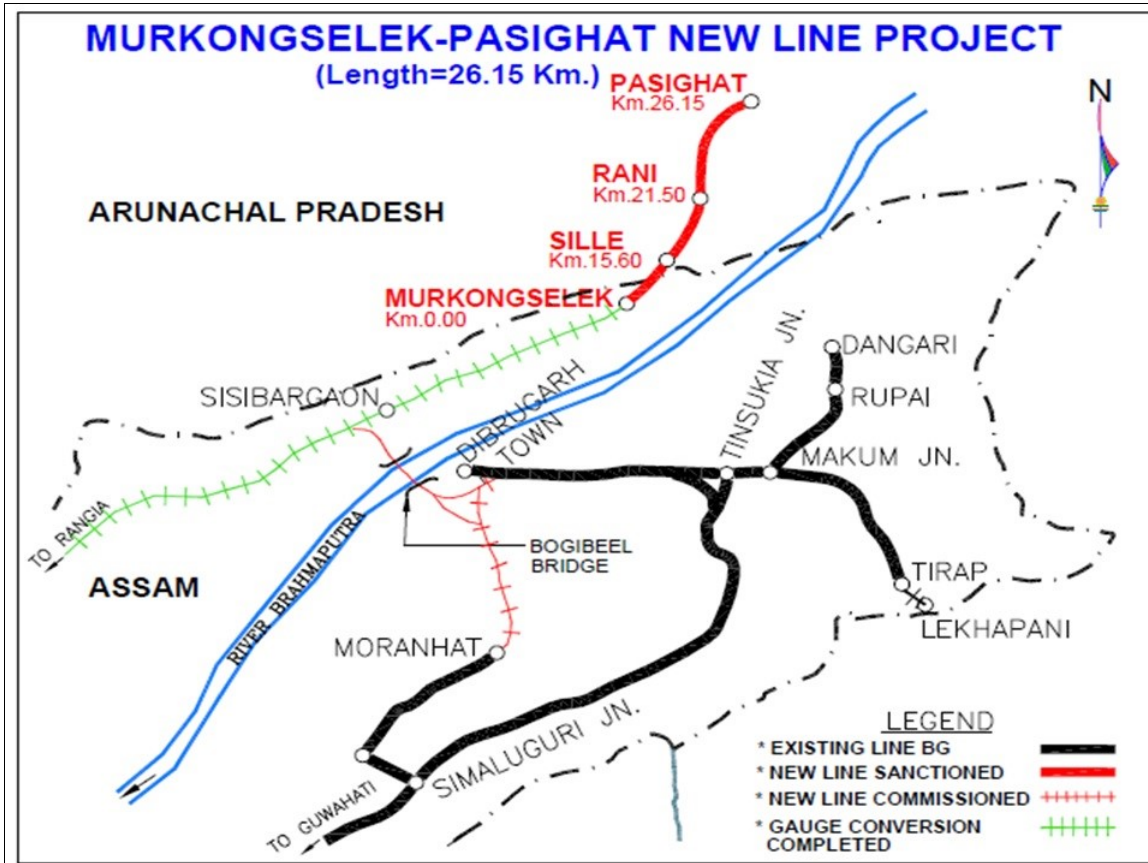 MURKONGSELEK-PASIGHAT NEW LINE PROJECT
(Length=26.15 Km.)
PASIGHAT
Km.26.15
N
RANI
Km.21.50
ARUNACHAL PRADESH
SILLE
Km.15.60
MURKONGSELEK
Km.0.00
SISIBARGAON
DIBRUGARH
TOWN
TINSUKIA JN.
DANGARI
RUPAI
MAKUM JN.
TO RANGIA
BOGIBEEL
BRIDGE
ASSAM
RIVER BRAHMAPUTRA
TIRAP
LEKHAPANI
MORANHAT
SIMALUGURI JN.
TO GUWAHATI
LEGEND
* EXISTING LINE BG
* NEW LINE SANCTIONED
* NEW LINE COMMISSIONED
* GAUGE CONVERSION
COMPLETED